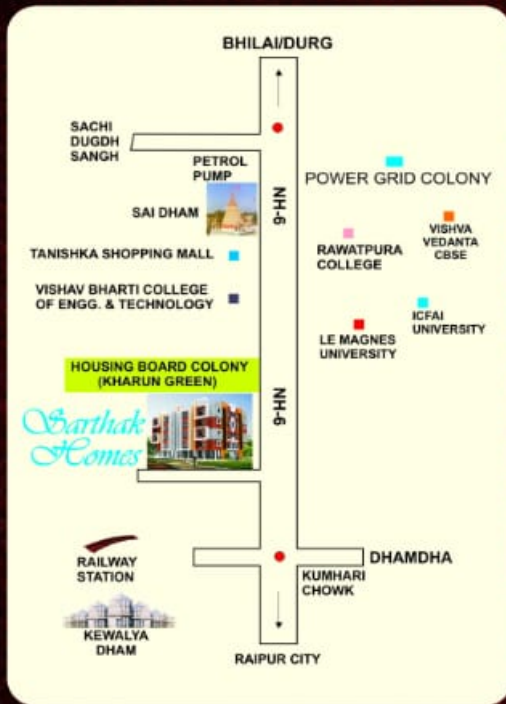 BHILAI/DURG
SACHI
DUGDH
SANGH
PETROL
PUMP
NH-6
POWER GRID COLONY
SAI DHAM
VISHVA
VEDANTA
CBSE
RAWATPURA
COLLEGE
TANISHKA SHOPPING MALL
VISHAV BHARTI COLLEGE
OF ENGG. & TECHNOLOGY
ICFAI
UNIVERSITY
LE MAGNES
UNIVERSITY
HOUSING BOARD COLONY
(KHARUN GREEN)
NH-6
Sarthak
Homes
DHAMDHA
RAILWAY
STATION
KUMHARI
CHOWK
KEWALYA
DHAM
RAIPUR CITY